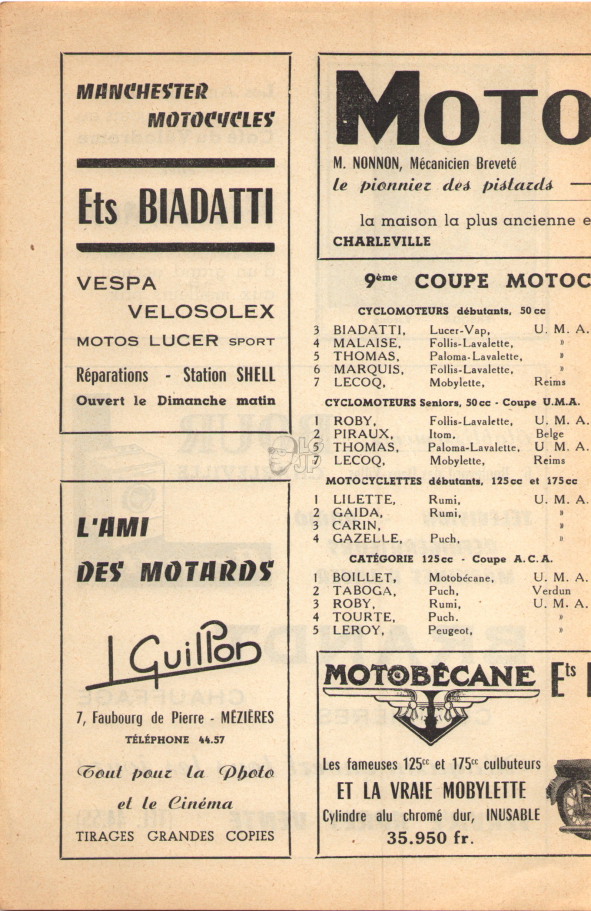 MANCHESTER
MOTOCYCLES
Ets BIADATTI
VESPA
VELOSOLEX
MOTOS LUCER SPORT
Réparations - Station SHELL
Ouvert le Dimanche matin
L'AMI
DES MOTARDS
J Guillon
7, Faubourg de Pierre - MÉZIÈRES
TÉLÉPHONE 44.57
Tout pour la Photo
et le Cinéma
TIRAGES GRANDES COPIES
MOTO
M. NONNON, Mécanicien Breveté
le pionnier des pistards —
la maison la plus ancienne e
CHARLEVILLE
9ème COUPE MOTOC
CYCLOMOTEURS débutants, 50 cc
3 BIADATTI, Lucer-Vap, U. M. A.
4 MALAISE, Follis-Lavalette, »
5 THOMAS, Paloma-Lavalette, »
6 MARQUIS, Follis-Lavalette, »
7 LECOQ, Mobylette, Reims
CYCLOMOTEURS Seniors, 50 cc - Coupe U.M.A.
1 ROBY, Follis-Lavalette, U. M. A.
2 PIRAUX, Itom, Belge
5 THOMAS, Paloma-Lavalette, U. M. A.
7 LECOQ, Mobylette, Reims
MOTOCYCLETTES débutants, 125 cc et 175 cc
1 LILETTE, Rumi, U. M. A.
2 GAIDA, Rumi, »
3 CARIN, »
4 GAZELLE, Puch, »
CATÉGORIE 125 cc - Coupe A.C.A.
1 BOILLET, Motobécane, U. M. A.
2 TABOGA, Puch, Verdun
3 ROBY, Rumi, U. M. A.
4 TOURTE, Puch. »
5 LEROY, Peugeot, »
MOTOBÉCANE Ets
Les fameuses 125cc et 175cc culbuteurs
ET LA VRAIE MOBYLETTE
Cylindre alu chromé dur, INUSABLE
35.950 fr.